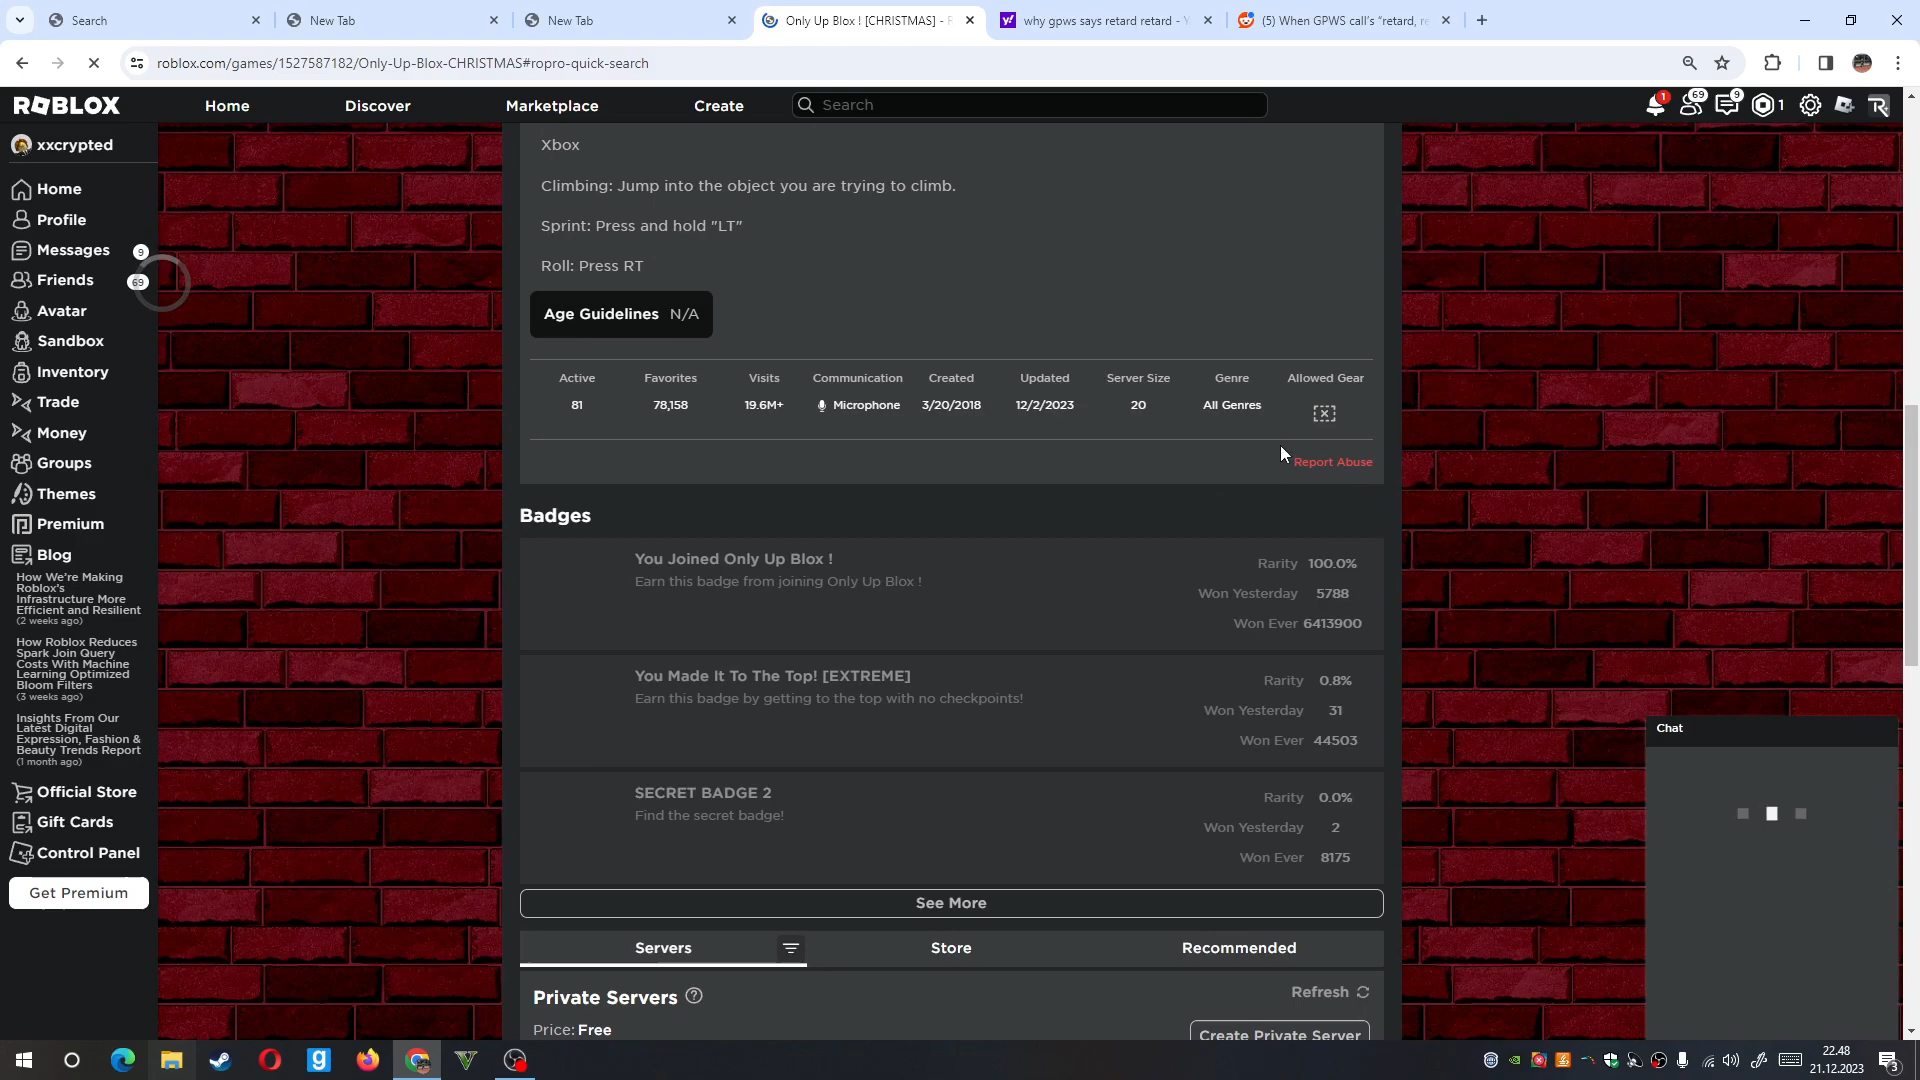 Search
New Tab
New Tab
Only Up Blox ! [CHRISTMAS] - R
why gpws says retard retard - Y
(5) When GPWS call's "retard, re
roblox.com/games/1527587182/Only-Up-Blox-CHRISTMAS#ropro-quick-search
ROBLOX
Home
Discover
Marketplace
Create
Search
1
69
9
1
xxcrypted
Home
Profile
Messages
9
Friends
69
Avatar
Sandbox
Inventory
Trade
Money
Groups
Themes
Premium
Blog
How We're Making
Roblox's
Infrastructure More
Efficient and Resilient
(2 weeks ago)
How Roblox Reduces
Spark Join Query
Costs With Machine
Learning Optimized
Bloom Filters
(3 weeks ago)
Insights From Our
Latest Digital
Expression, Fashion &
Beauty Trends Report
(1 month ago)
Official Store
Gift Cards
Control Panel
Get Premium
Xbox
Climbing: Jump into the object you are trying to climb.
Sprint: Press and hold "LT"
Roll: Press RT
Age Guidelines N/A
Active Favorites Visits Communication Created Updated Server Size Genre Allowed Gear
81 78,158 19.6M+ Microphone 3/20/2018 12/2/2023 20 All Genres
Report Abuse
Badges
You Joined Only Up Blox !
Earn this badge from joining Only Up Blox !
Rarity 100.0%
Won Yesterday 5788
Won Ever 6413900
You Made It To The Top! [EXTREME]
Earn this badge by getting to the top with no checkpoints!
Rarity 0.8%
Won Yesterday 31
Won Ever 44503
SECRET BADGE 2
Find the secret badge!
Rarity 0.0%
Won Yesterday 2
Won Ever 8175
See More
Servers
Store
Recommended
Private Servers
Refresh
Price: Free
Create Private Server
Chat
22.48
21.12.2023
3